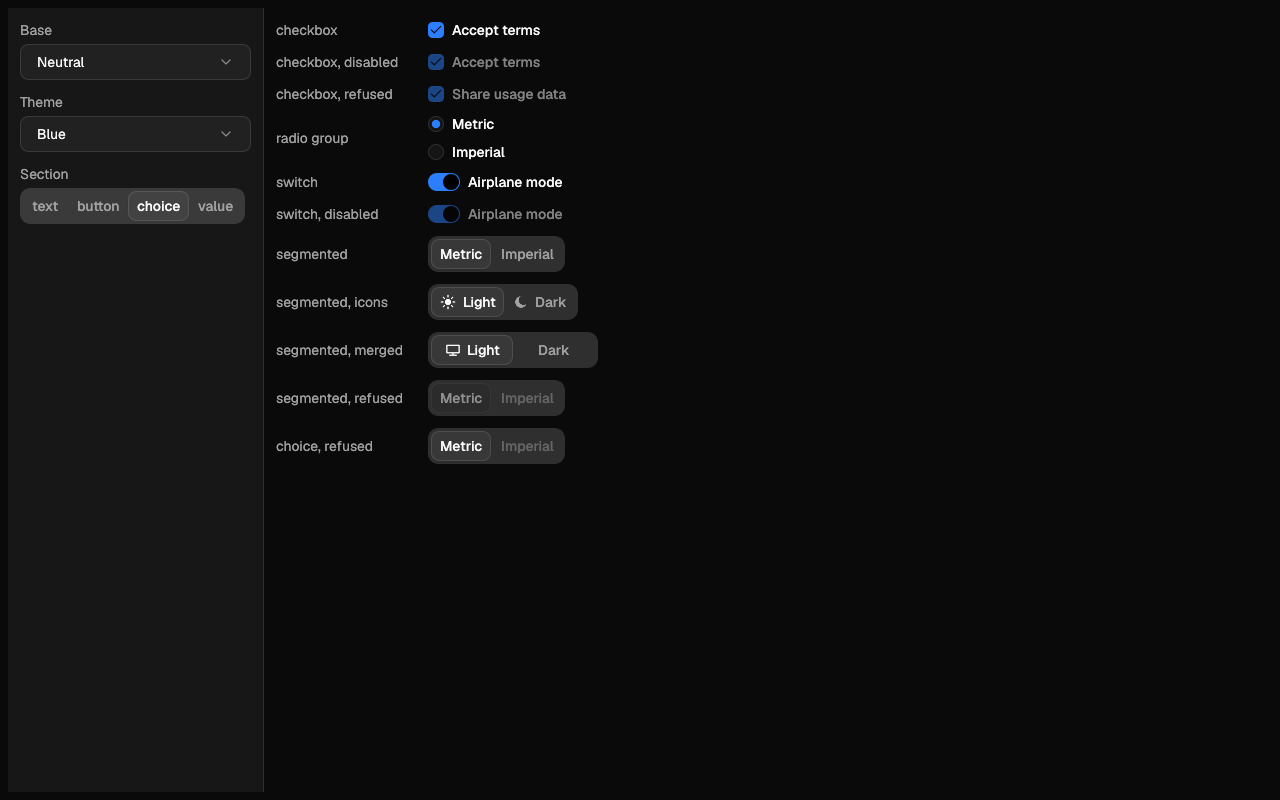 Base
Neutral
Theme
Blue
Section
text button choice value
checkbox Accept terms
checkbox, disabled Accept terms
checkbox, refused Share usage data
radio group
Metric
Imperial
switch Airplane mode
switch, disabled Airplane mode
segmented Metric Imperial
segmented, icons Light Dark
segmented, merged Light Dark
segmented, refused Metric Imperial
choice, refused Metric Imperial